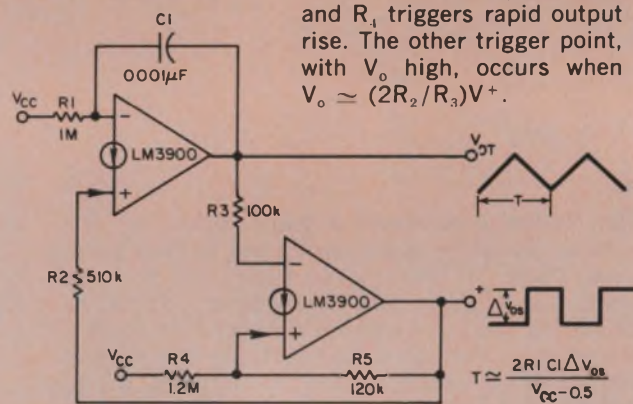 and R₄ triggers rapid output
rise. The other trigger point,
with Vₒ high, occurs when
Vₒ ≃ (2R₂/R₃)V⁺.
C1
0001µF
VCC
R1
1M
−
LM3900
+
VOT
T
R3
100k
R2
510k
−
LM3900
+
+
ΔVos
VCC
R4
1.2M
R5
120k
T ≃ 2R1 C1 ΔVos
VCC-0.5